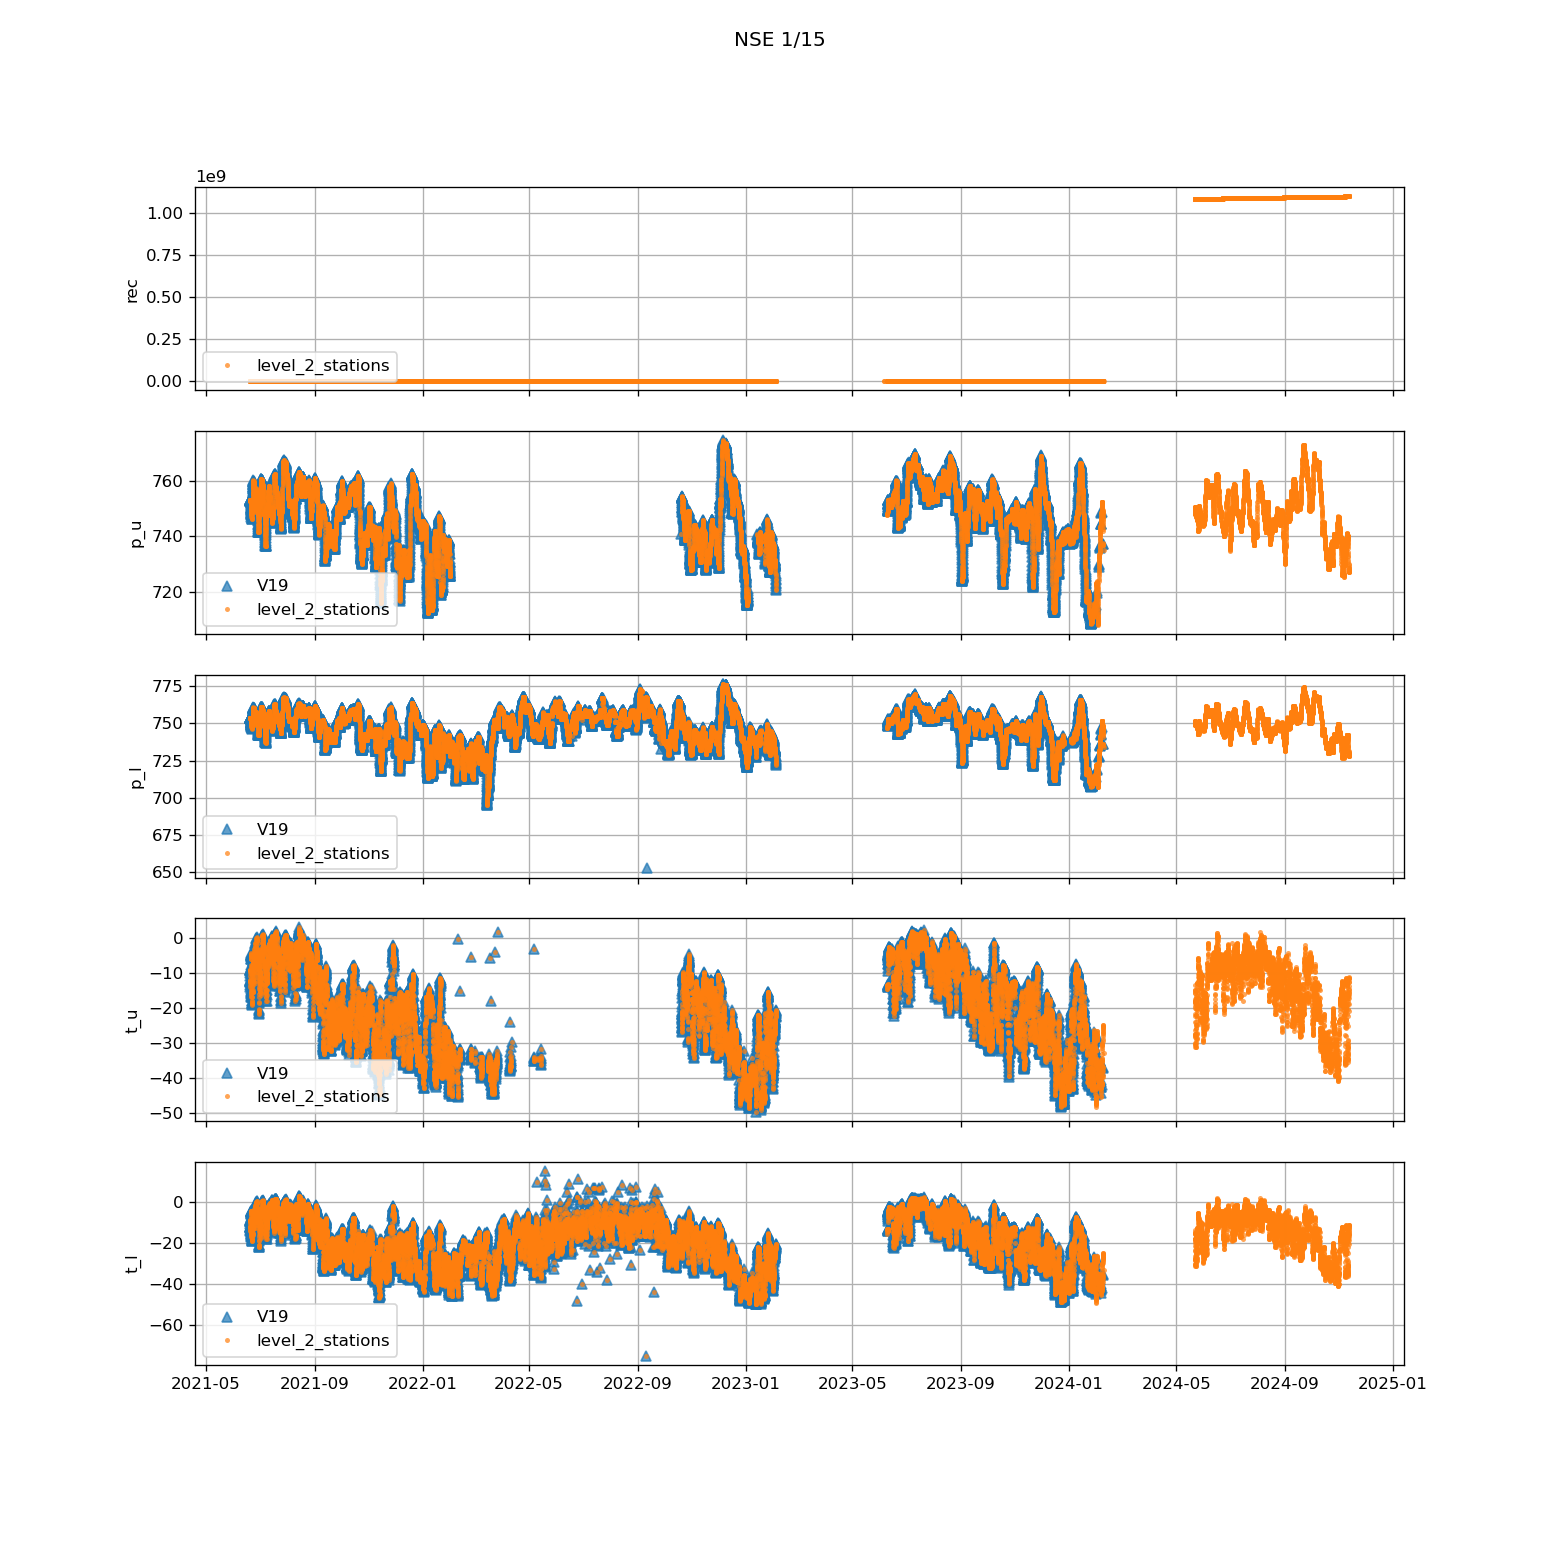 NSE 1/15
1e9
1.00
0.75
0.50
0.25
0.00
rec
level_2_stations
760
740
720
p_u
V19
level_2_stations
775
750
725
700
675
650
p_l
V19
level_2_stations
0
−10
−20
−30
−40
−50
t_u
V19
level_2_stations
0
−20
−40
−60
t_l
V19
level_2_stations
2021-05 2021-09 2022-01 2022-05 2022-09 2023-01 2023-05 2023-09 2024-01 2024-05 2024-09 2025-01